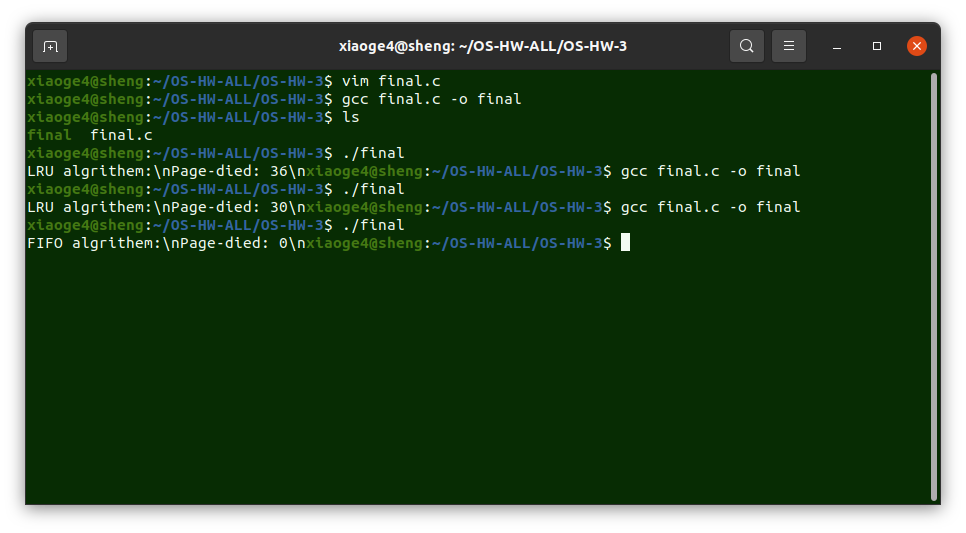 xiaoge4@sheng: ~/OS-HW-ALL/OS-HW-3
xiaoge4@sheng:~/OS-HW-ALL/OS-HW-3$ vim final.c
xiaoge4@sheng:~/OS-HW-ALL/OS-HW-3$ gcc final.c -o final
xiaoge4@sheng:~/OS-HW-ALL/OS-HW-3$ ls
final  final.c
xiaoge4@sheng:~/OS-HW-ALL/OS-HW-3$ ./final
LRU algrithem:\nPage-died: 36\nxiaoge4@sheng:~/OS-HW-ALL/OS-HW-3$ gcc final.c -o final
xiaoge4@sheng:~/OS-HW-ALL/OS-HW-3$ ./final
LRU algrithem:\nPage-died: 30\nxiaoge4@sheng:~/OS-HW-ALL/OS-HW-3$ gcc final.c -o final
xiaoge4@sheng:~/OS-HW-ALL/OS-HW-3$ ./final
FIFO algrithem:\nPage-died: 0\nxiaoge4@sheng:~/OS-HW-ALL/OS-HW-3$